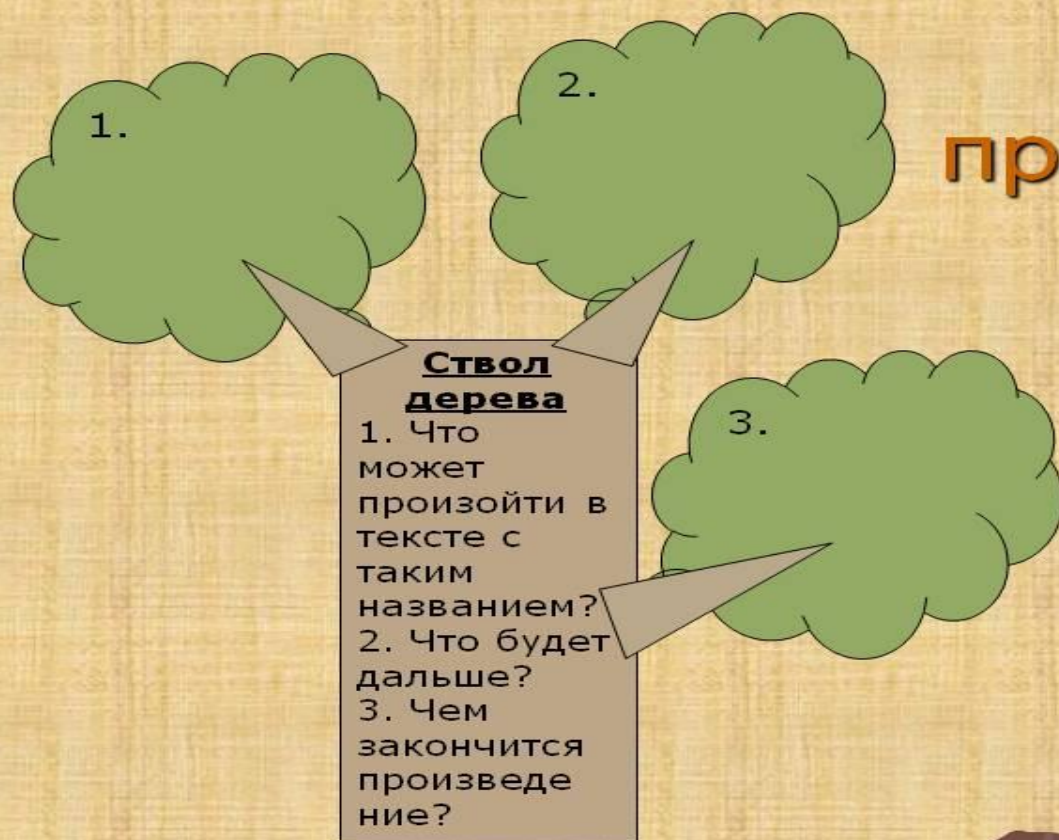 1.
2.
пр
3.
Ствол
дерева
1. Что
может
произойти в
тексте с
таким
названием?
2. Что будет
дальше?
3. Чем
закончится
произведе
ние?